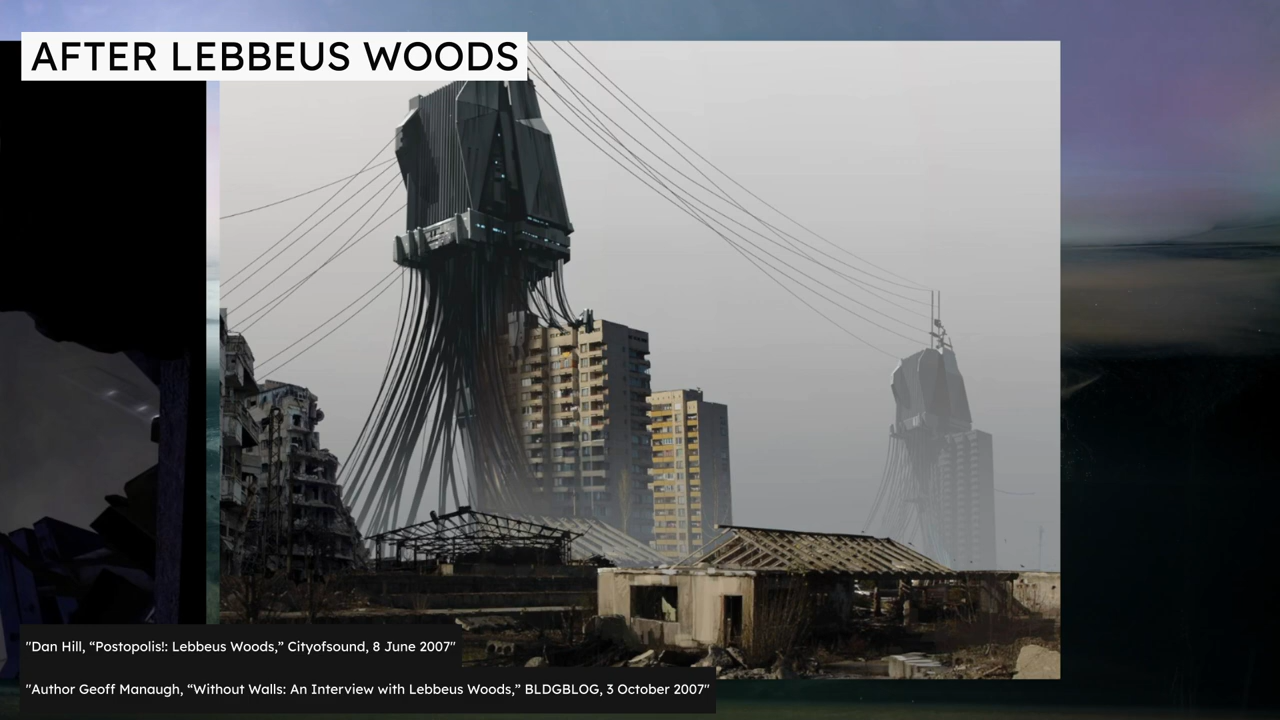 AFTER LEBBEUS WOODS
"Dan Hill, “Postopolis!: Lebbeus Woods,” Cityofsound, 8 June 2007"
"Author Geoff Manaugh, “Without Walls: An Interview with Lebbeus Woods,” BLDGBLOG, 3 October 2007"